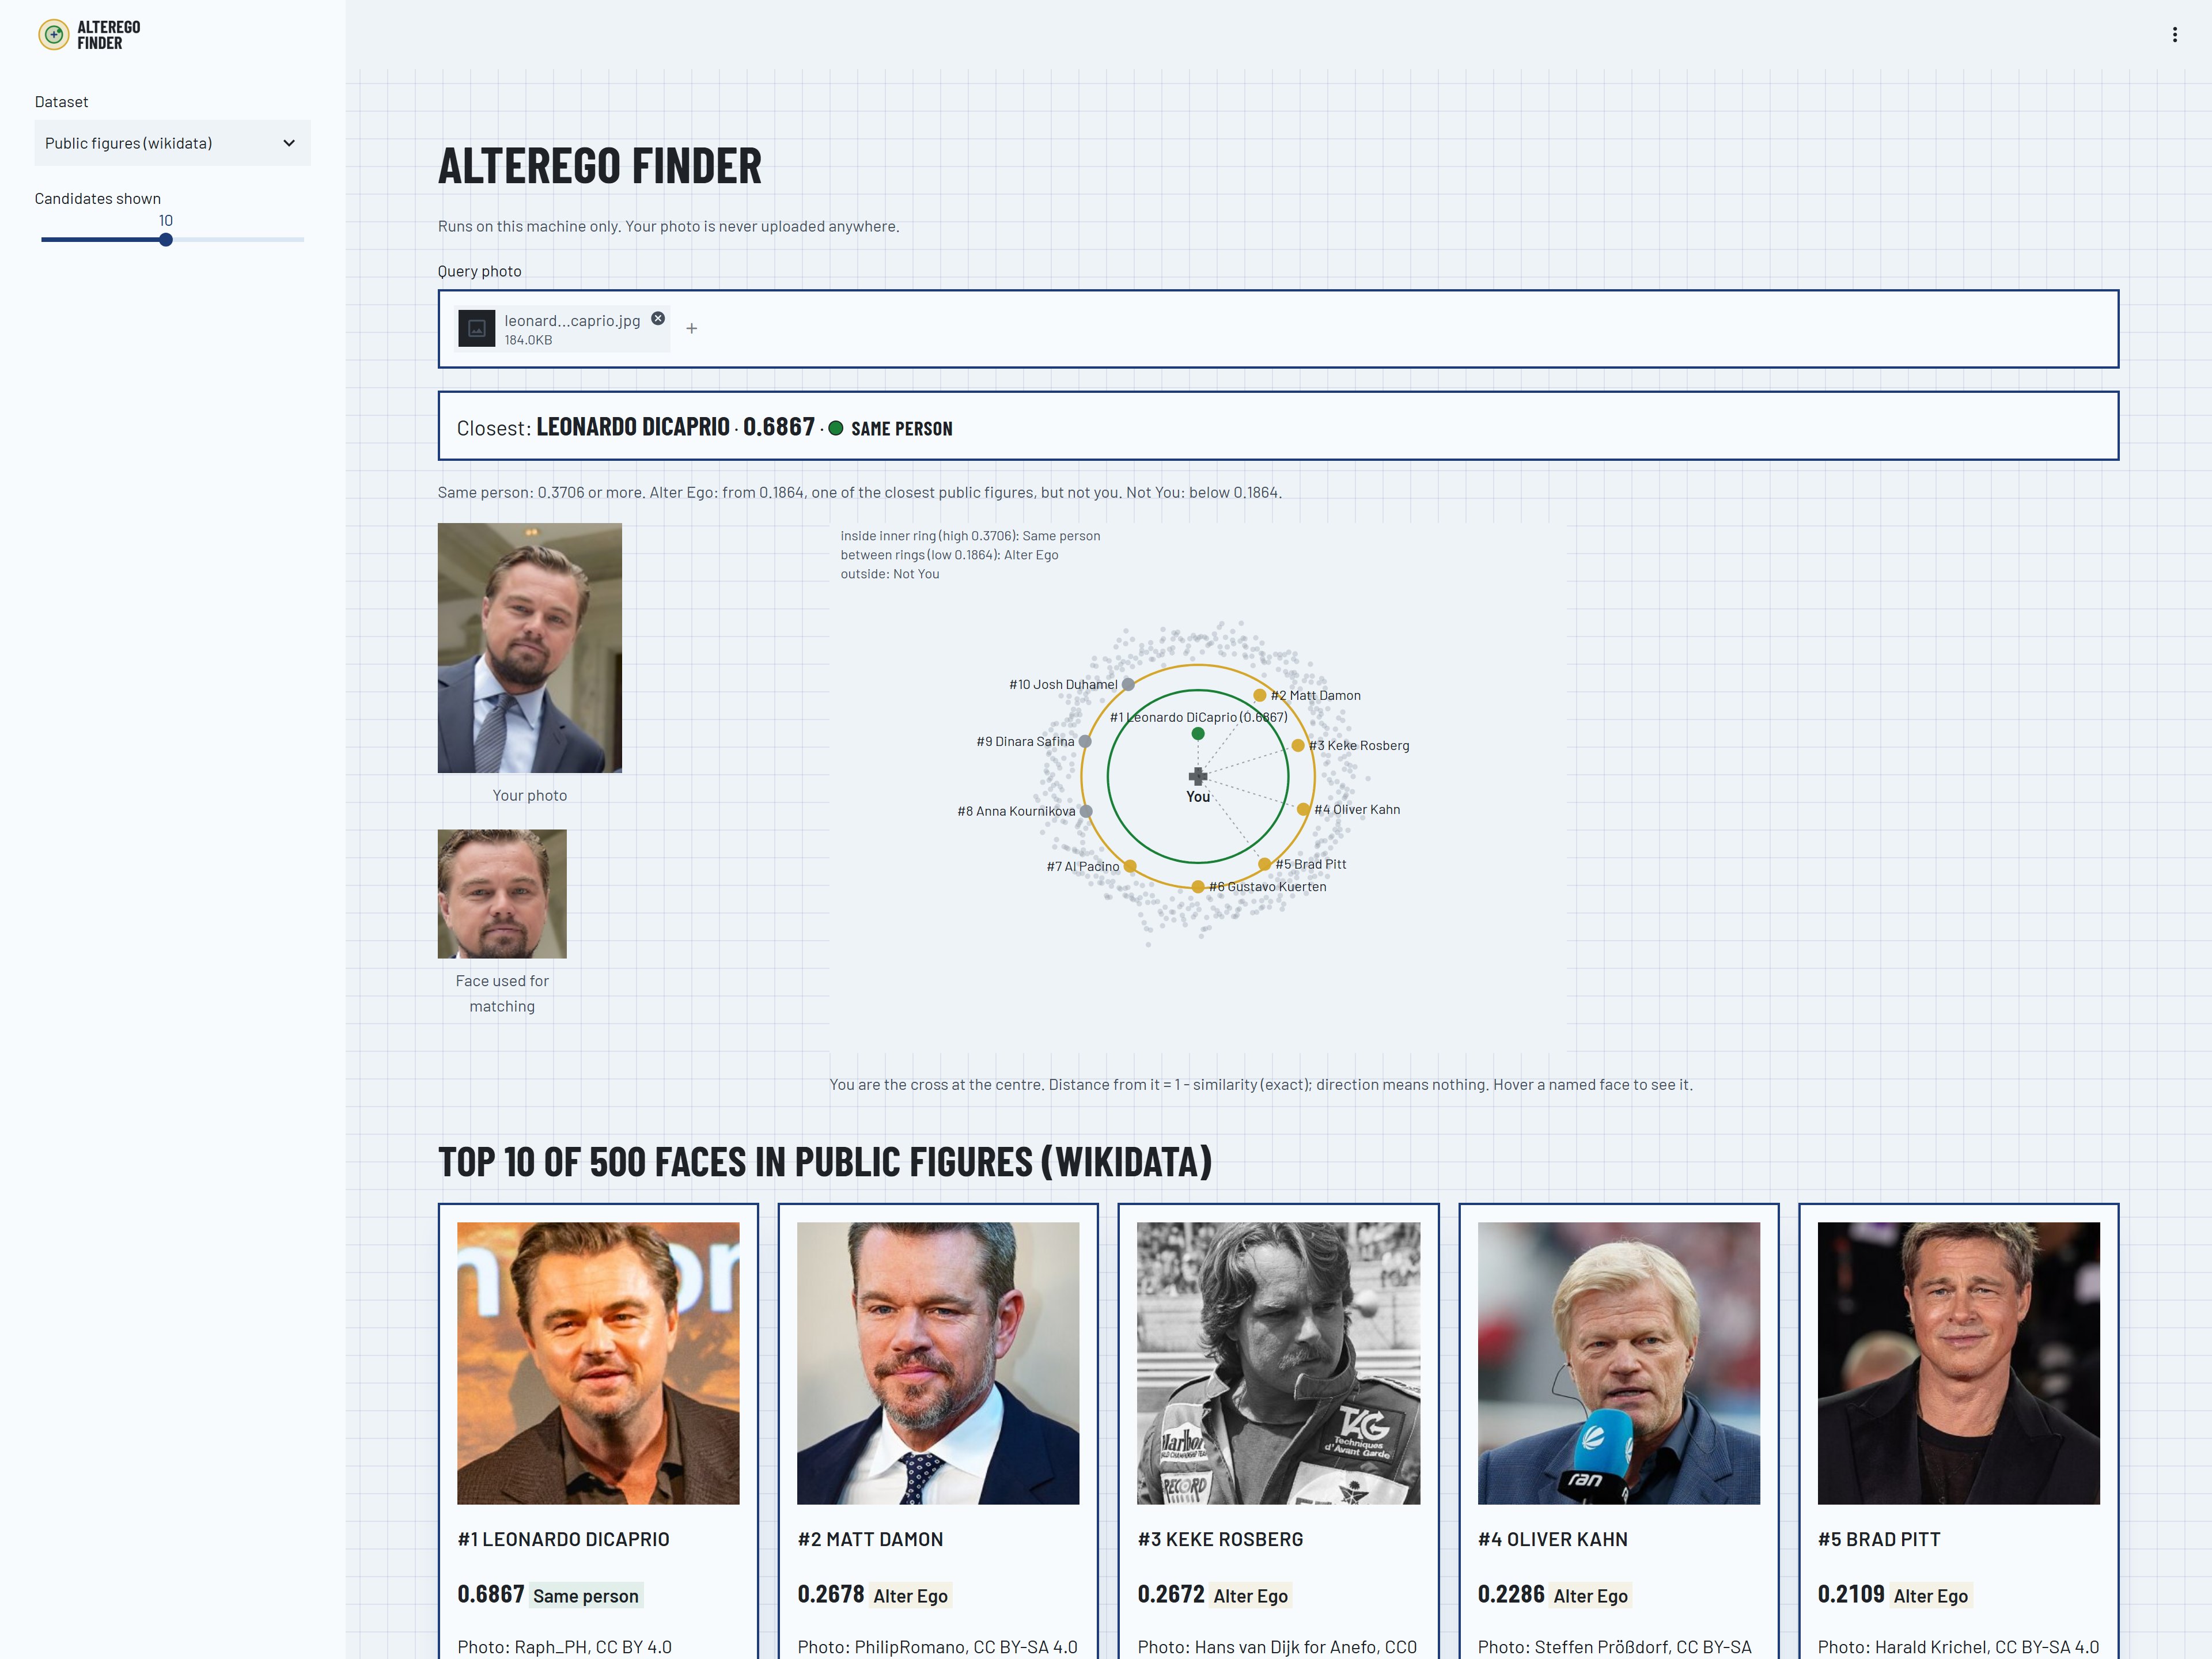 ALTEREGO
FINDER
Dataset
Public figures (wikidata)
Candidates shown
10
ALTEREGO FINDER
Runs on this machine only. Your photo is never uploaded anywhere.
Query photo
leonard...caprio.jpg
184.0KB
Closest: LEONARDO DICAPRIO · 0.6867 · SAME PERSON
Same person: 0.3706 or more. Alter Ego: from 0.1864, one of the closest public figures, but not you. Not You: below 0.1864.
Your photo
Face used for
matching
Inside inner ring (high 0.3706): Same person
between rings (low 0.1864): Alter Ego
outside: Not You
#10 Josh Duhamel
#2 Matt Damon
#1 Leonardo DiCaprio (0.6867)
#9 Dinara Safina
#3 Keke Rosberg
You
#8 Anna Kournikova
#4 Oliver Kahn
#7 Al Pacino
#5 Brad Pitt
#6 Gustavo Kuerten
You are the cross at the centre. Distance from it = 1 - similarity (exact); direction means nothing. Hover a named face to see it.
TOP 10 OF 500 FACES IN PUBLIC FIGURES (WIKIDATA)
TAG
Techniques
d'Avant Garde
Marlboro
RECORD
ran
#1 LEONARDO DICAPRIO
0.6867 Same person
Photo: Raph_PH, CC BY 4.0
#2 MATT DAMON
0.2678 Alter Ego
Photo: PhilipRomano, CC BY-SA 4.0
#3 KEKE ROSBERG
0.2672 Alter Ego
Photo: Hans van Dijk for Anefo, CC0
#4 OLIVER KAHN
0.2286 Alter Ego
Photo: Steffen Prößdorf, CC BY-SA
#5 BRAD PITT
0.2109 Alter Ego
Photo: Harald Krichel, CC BY-SA 4.0